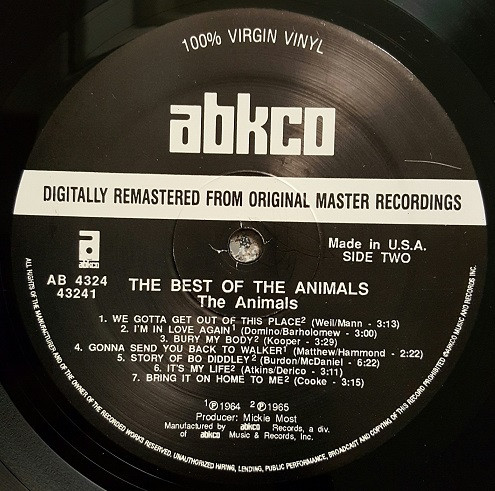 100% VIRGIN VINYL
abkco
DIGITALLY REMASTERED FROM ORIGINAL MASTER RECORDINGS
a
abkco
AB 4324
43241
Made in U.S.A.
SIDE TWO
THE BEST OF THE ANIMALS
The Animals
1. WE GOTTA GET OUT OF THIS PLACE² (Weil/Mann - 3:13)
2. I'M IN LOVE AGAIN¹ (Domino/Bartholomew - 3:00)
3. BURY MY BODY² (Kooper - 3:29)
4. GONNA SEND YOU BACK TO WALKER¹ (Matthew/Hammond - 2:22)
5. STORY OF BO DIDDLEY² (Burdon/McDaniel - 6:22)
6. IT'S MY LIFE² (Atkins/Derico - 3:11)
7. BRING IT ON HOME TO ME² (Cooke - 3:15)
¹℗1964 ²℗1965
Producer: Mickie Most
Manufactured by abkco Records, a div.
of abkco Music & Records, Inc.
ALL RIGHTS OF THE MANUFACTURER AND OF THE OWNER OF THE RECORDED WORKS RESERVED. UNAUTHORIZED HIRING, LENDING, PUBLIC PERFORMANCE, BROADCAST AND COPYING OF THIS RECORD PROHIBITED ©ABKCO MUSIC AND RECORDS INC.